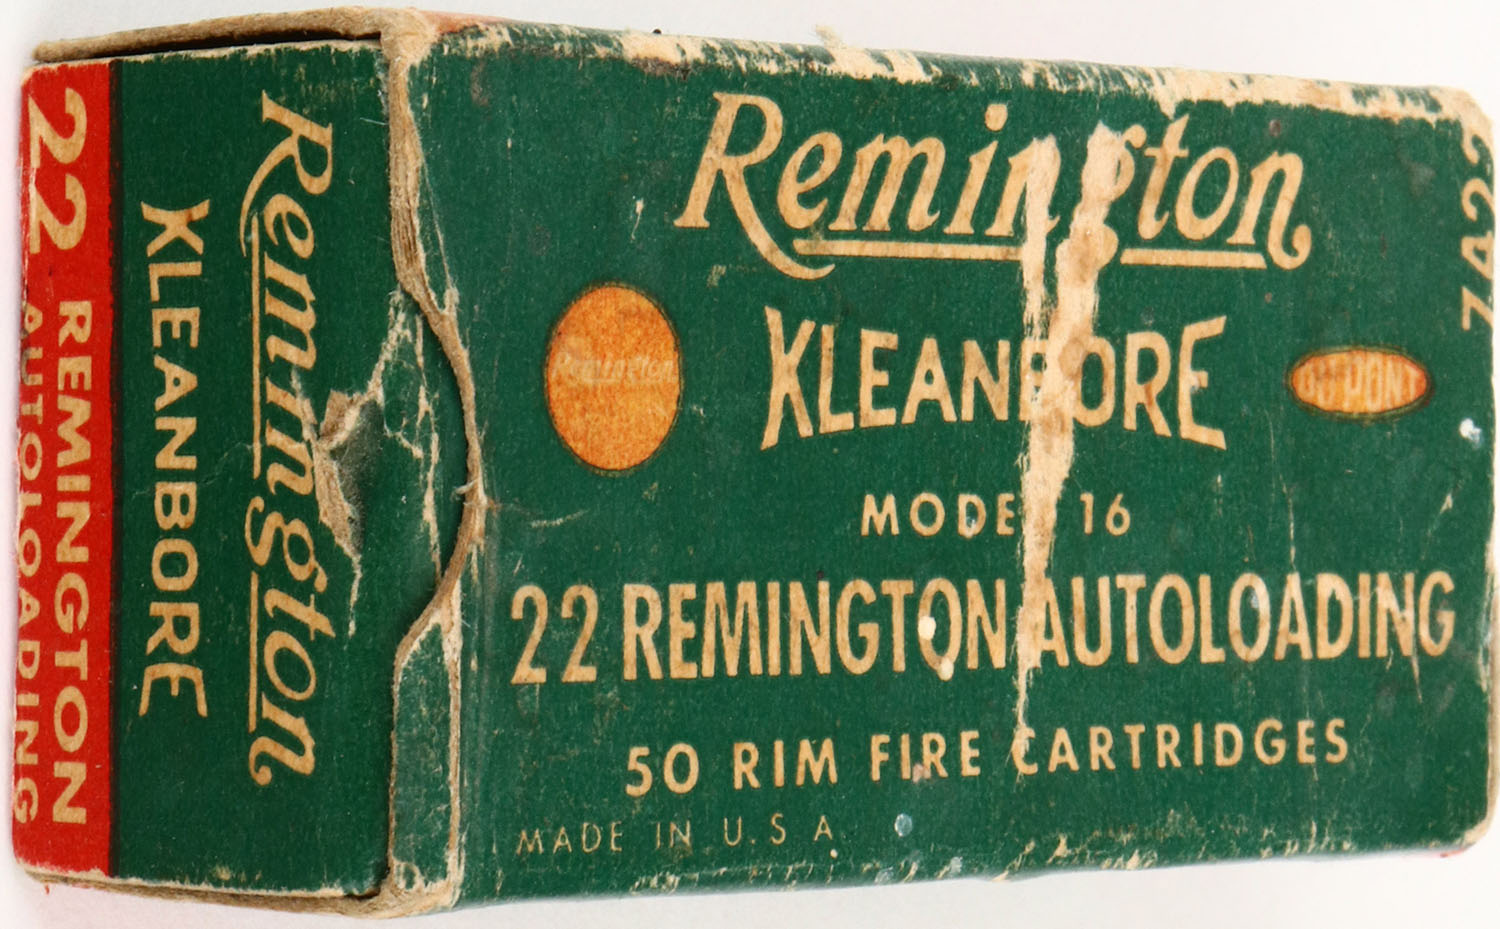 Remington
KLEANBORE
22 REMINGTON
AUTOLOADING
Remington
KLEANBORE
Remington
DU PONT
MODEL 16
22 REMINGTON AUTOLOADING
50 RIM FIRE CARTRIDGES
MADE IN U.S.A.